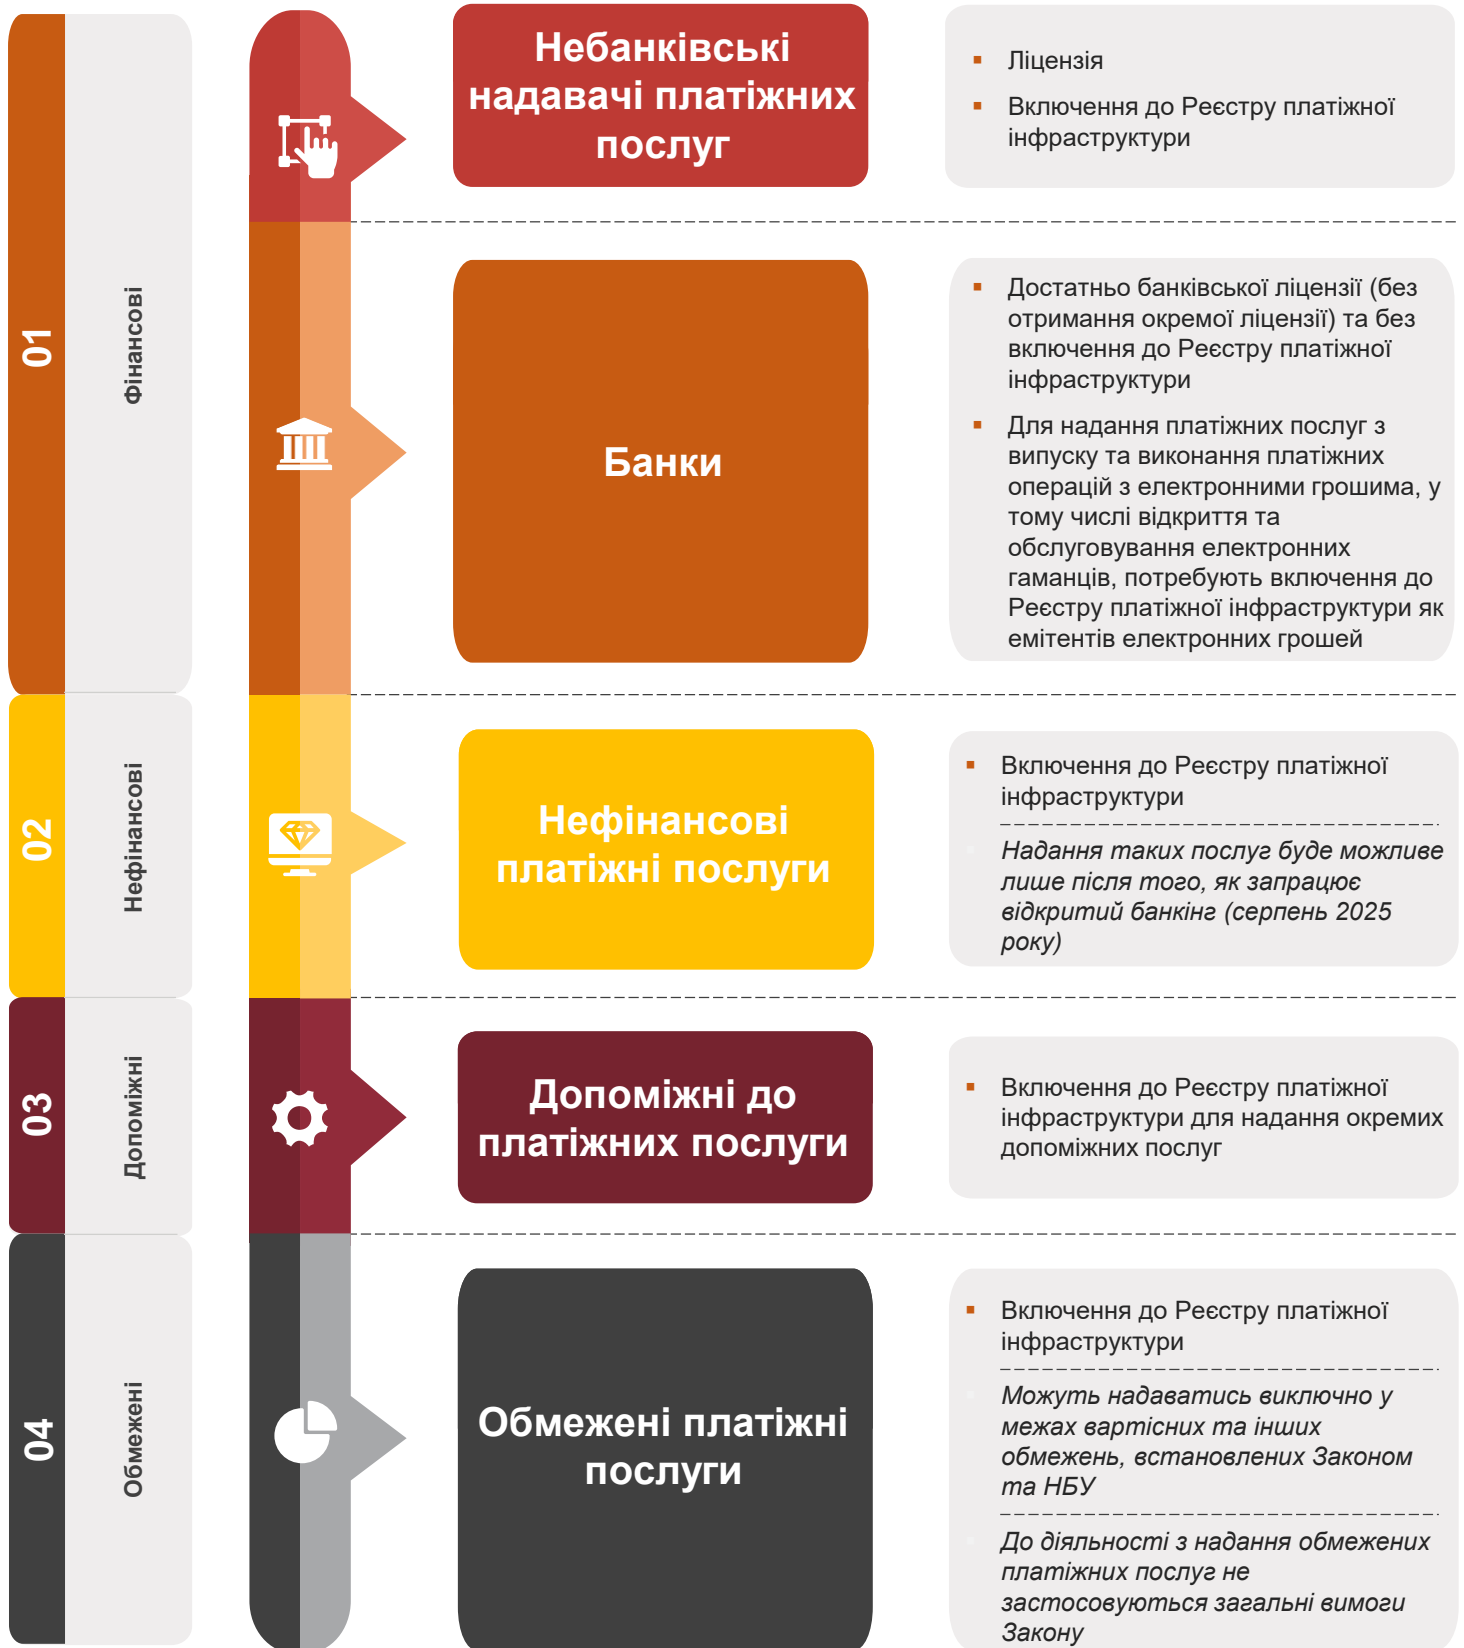 01
Фінансові
Небанківські
надавачі платіжних
послуг
Ліцензія
Включення до Реєстру платіжної
інфраструктури
Банки
Достатньо банківської ліцензії (без
отримання окремої ліцензії) та без
включення до Реєстру платіжної
інфраструктури
Для надання платіжних послуг з
випуску та виконання платіжних
операцій з електронними грошима, у
тому числі відкриття та
обслуговування електронних
гаманців, потребують включення до
Реєстру платіжної інфраструктури як
емітентів електронних грошей
02
Нефінансові
Нефінансові
платіжні послуги
Включення до Реєстру платіжної
інфраструктури
Надання таких послуг буде можливе
лише після того, як запрацює
відкритий банкінг (серпень 2025
року)
03
Допоміжні
Допоміжні до
платіжних послуги
Включення до Реєстру платіжної
інфраструктури для надання окремих
допоміжних послуг
04
Обмежені
Обмежені платіжні
послуги
Включення до Реєстру платіжної
інфраструктури
Можуть надаватись виключно у
межах вартісних та інших
обмежень, встановлених Законом
та НБУ
До діяльності з надання обмежених
платіжних послуг не
застосовуються загальні вимоги
Закону